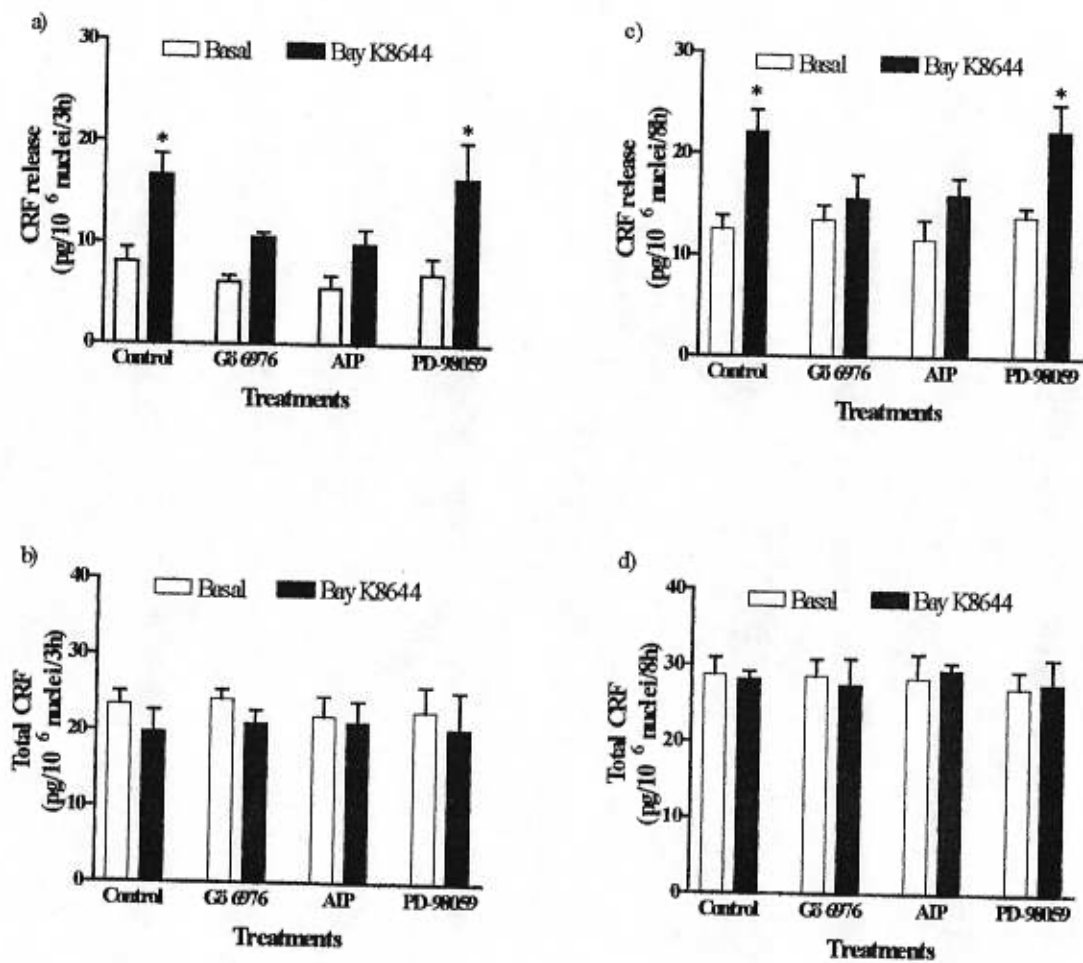 a)
Basal Bay K8644
30
20
10
0
CRF release
(pg/10 6 nuclei/3h)
* *
Control Gö 6976 AIP PD-98059
Treatments
c)
Basal Bay K8644
30
20
10
0
CRF release
(pg/10 6 nuclei/8h)
* *
Control Gö 6976 AIP PD-98059
Treatments
b)
Basal Bay K8644
40
30
20
10
0
Total CRF
(pg/10 6 nuclei/3h)
Control Gö 6976 AIP PD-98059
Treatments
d)
Basal Bay K8644
40
30
20
10
0
Total CRF
(pg/10 6 nuclei/8h)
Control Gö 6976 AIP PD-98059
Treatments